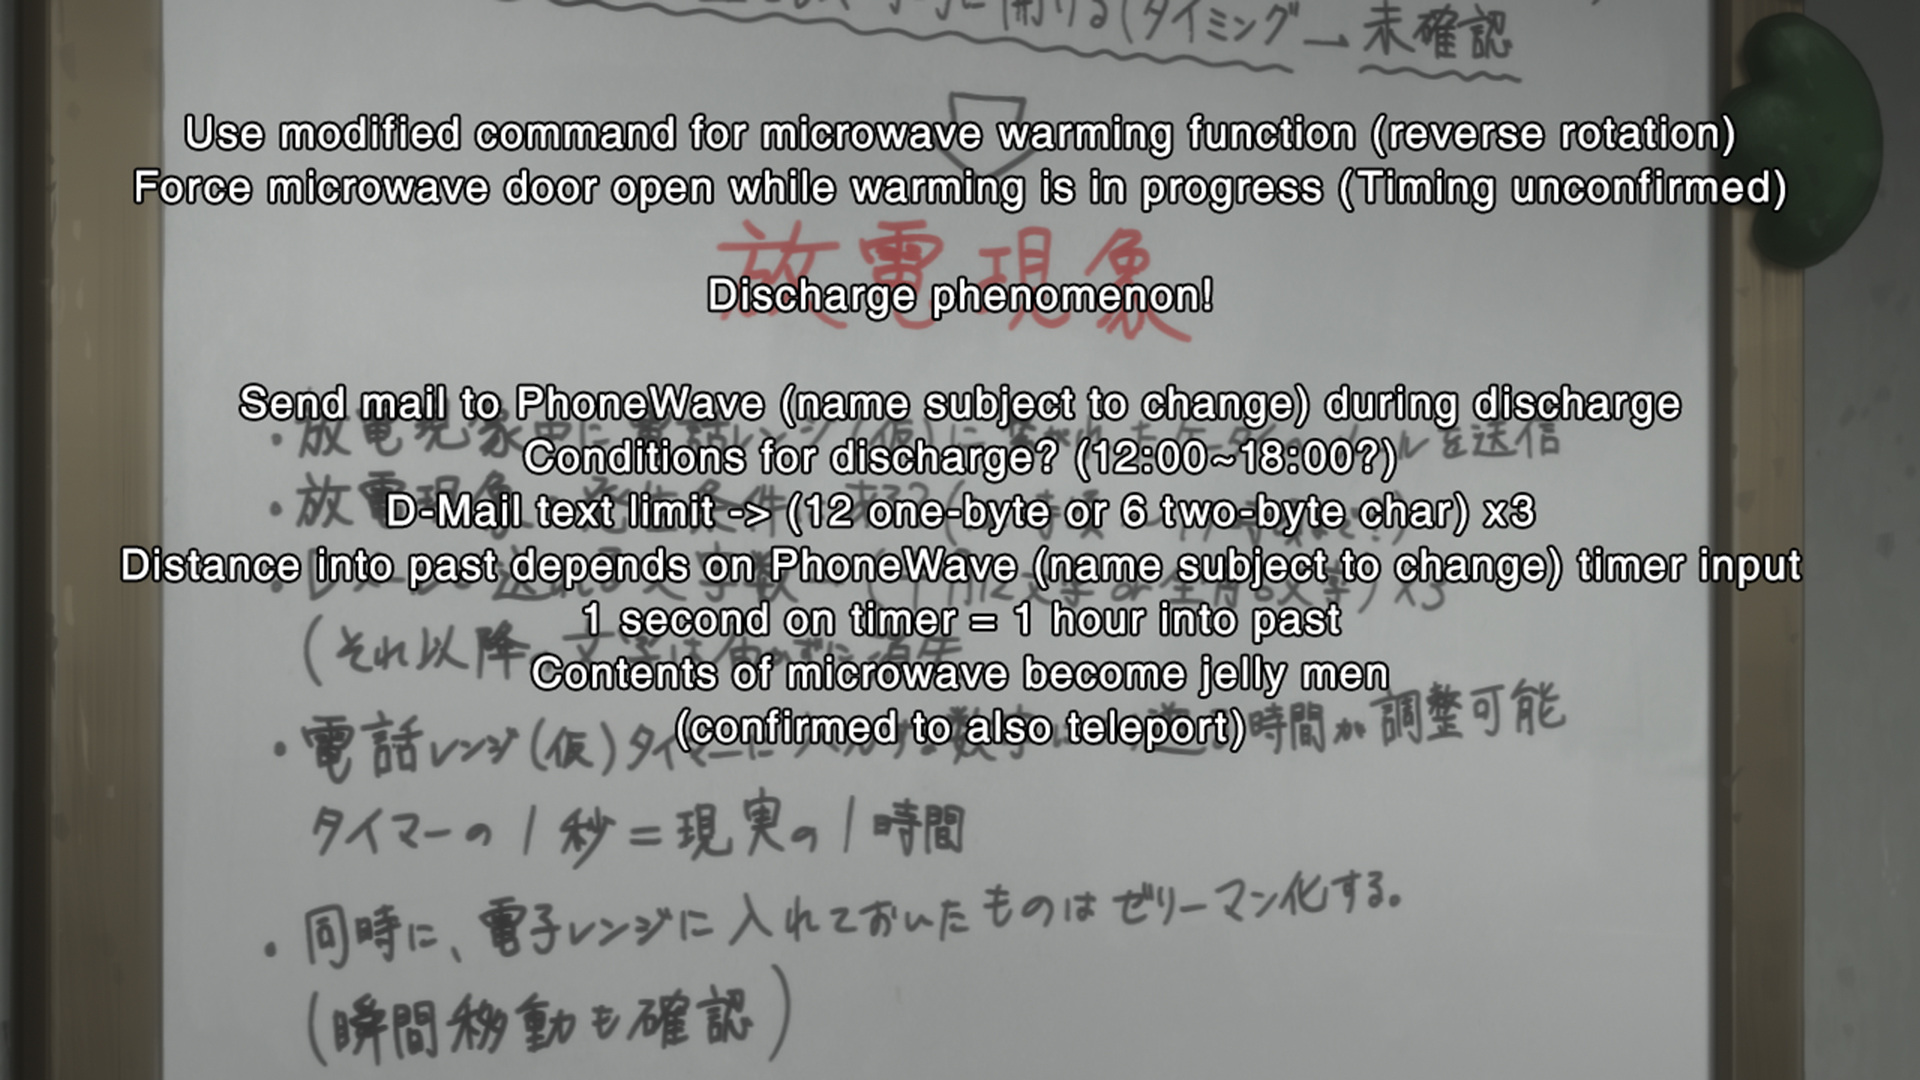 開ける(タイミング→未確認
Use modified command for microwave warming function (reverse rotation)
Force microwave door open while warming is in progress (Timing unconfirmed)
放電現象
Discharge phenomenon!
Send mail to PhoneWave (name subject to change) during discharge
・放電現象中に電話レンジ(仮)に メールを送信
Conditions for discharge? (12:00~18:00?)
・放電現象
D-Mail text limit -> (12 one-byte or 6 two-byte char) x3
Distance into past depends on PhoneWave (name subject to change) timer input
1 second on timer = 1 hour into past
(それ以降
Contents of microwave become jelly men
(confirmed to also teleport)
・電話レンジ(仮)タイマーに 時間が調整可能
タイマーの1秒=現実の1時間
・同時に、電子レンジに入れておいたものはゼリーマン化する。
(瞬間移動も確認)